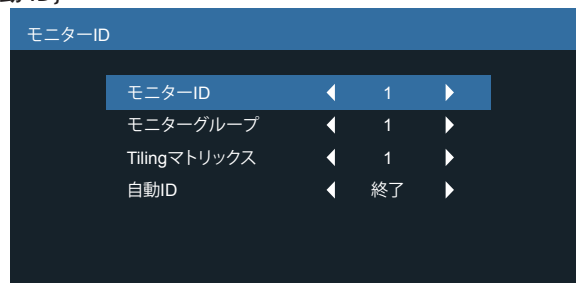 動 ID]
モニターID
モニターID 1
モニターグループ 1
Tilingマトリックス 1
自動ID 終了